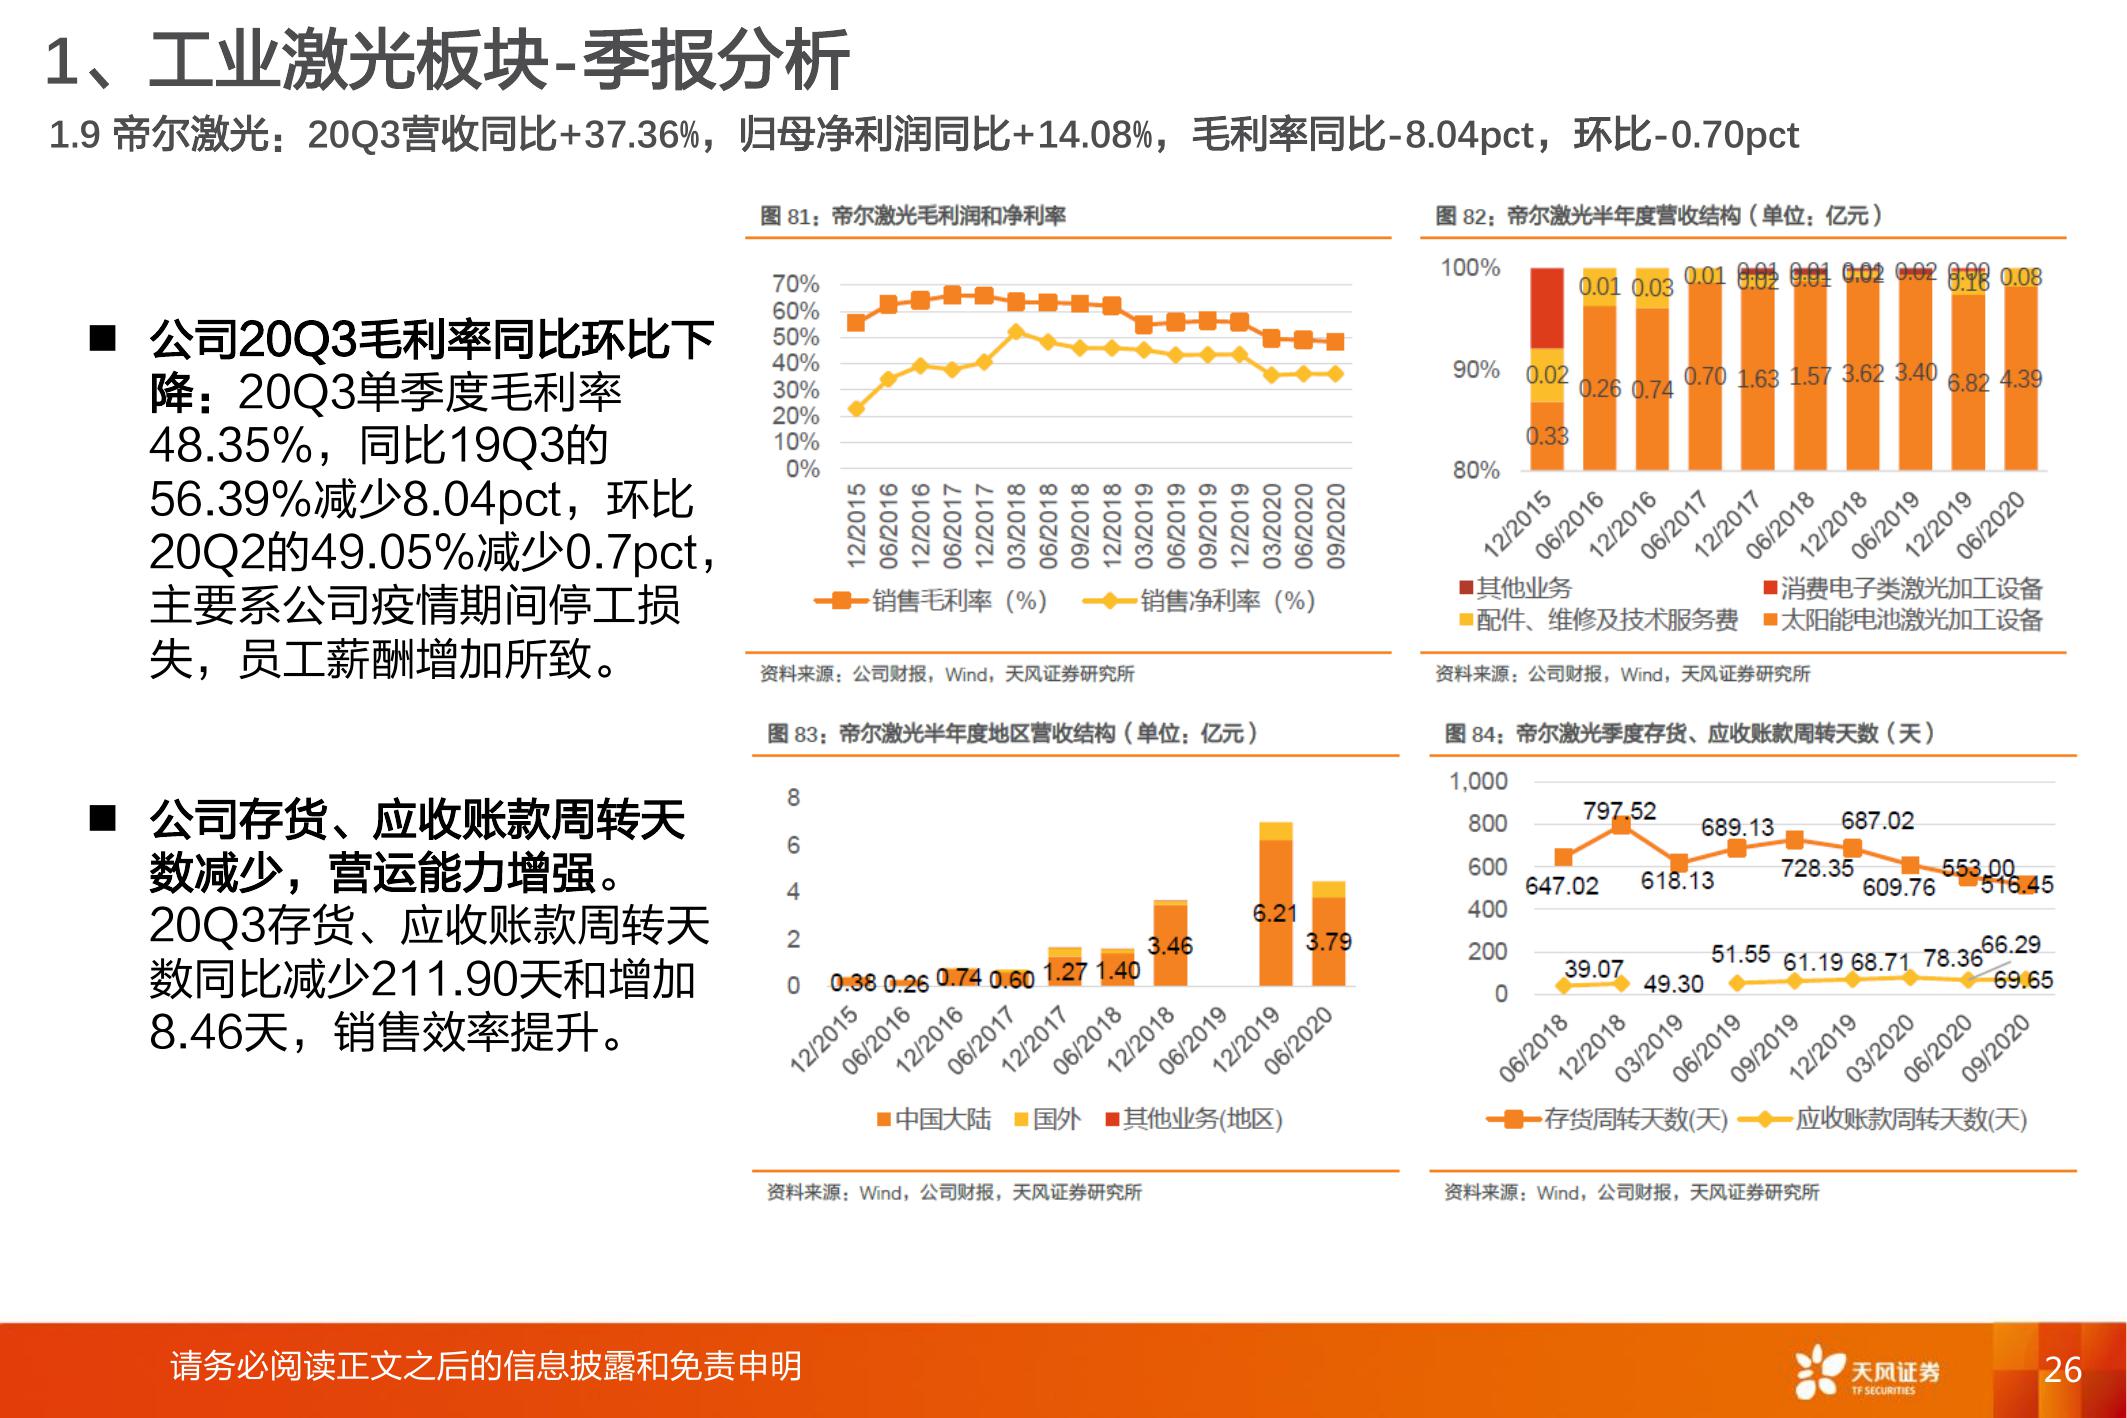 1、工业激光板块-季报分析
1.9 帝尔激光：20Q3营收同比+37.36%，归母净利润同比+14.08%，毛利率同比-8.04pct，环比-0.70pct
■ 公司20Q3毛利率同比环比下
降：20Q3单季度毛利率
48.35%，同比19Q3的
56.39%减少8.04pct，环比
20Q2的49.05%减少0.7pct，
主要系公司疫情期间停工损
失，员工薪酬增加所致。
■ 公司存货、应收账款周转天
数减少，营运能力增强。
20Q3存货、应收账款周转天
数同比减少211.90天和增加
8.46天，销售效率提升。
图 81：帝尔激光毛利润和净利率
70%
60%
50%
40%
30%
20%
10%
0%
12/2015 06/2016 12/2016 06/2017 12/2017 03/2018 06/2018 09/2018 12/2018 03/2019 06/2019 09/2019 12/2019 03/2020 06/2020 09/2020
销售毛利率（%） 销售净利率（%）
资料来源：公司财报，Wind，天风证券研究所
图 82：帝尔激光半年度营收结构（单位：亿元）
100%
90%
80%
0.01 0.03 0.01 0.01 0.02 0.01 0.01 0.01 0.02 0.02 0.00 0.16 0.08
0.02
0.33 0.26 0.74 0.70 1.63 1.57 3.62 3.40 6.82 4.39
12/2015 06/2016 12/2016 06/2017 12/2017 06/2018 12/2018 06/2019 12/2019 06/2020
其他业务 消费电子类激光加工设备
配件、维修及技术服务费 太阳能电池激光加工设备
资料来源：公司财报，Wind，天风证券研究所
图 83：帝尔激光半年度地区营收结构（单位：亿元）
8
6
4
2
0
0.38 0.26 0.74 0.60 1.27 1.40 3.46 6.21 3.79
12/2015 06/2016 12/2016 06/2017 12/2017 06/2018 12/2018 06/2019 12/2019 06/2020
中国大陆 国外 其他业务(地区)
资料来源：Wind，公司财报，天风证券研究所
图 84：帝尔激光季度存货、应收账款周转天数（天）
1,000
800
600
400
200
0
647.02 797.52 618.13 689.13 728.35 687.02 609.76 553.00 516.45
39.07 49.30 51.55 61.19 68.71 78.36 66.29 69.65
06/2018 12/2018 03/2019 06/2019 09/2019 12/2019 03/2020 06/2020 09/2020
存货周转天数(天) 应收账款周转天数(天)
资料来源：Wind，公司财报，天风证券研究所
请务必阅读正文之后的信息披露和免责申明
天风证券
TF SECURITIES
26